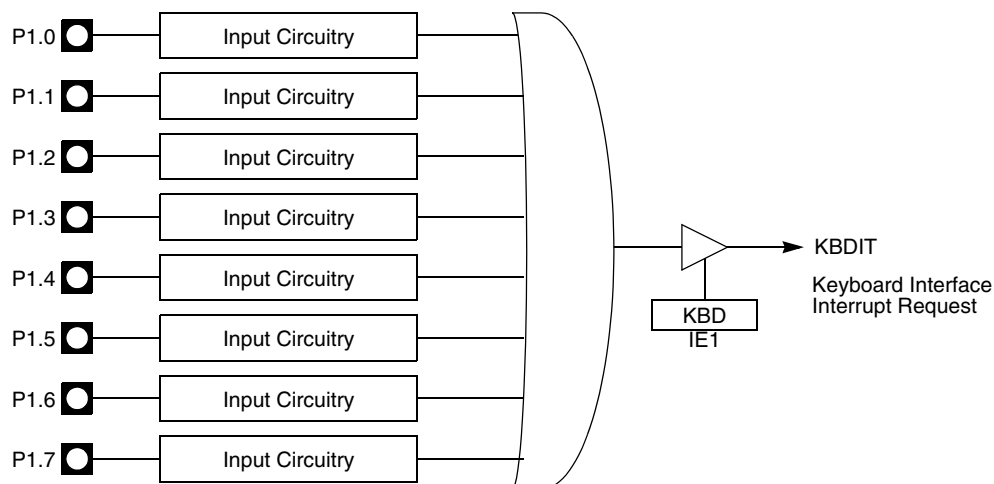 P1.0 Input Circuitry
P1.1 Input Circuitry
P1.2 Input Circuitry
P1.3 Input Circuitry
KBDIT
P1.4 Input Circuitry
Keyboard Interface
Interrupt Request
KBD
IE1
P1.5 Input Circuitry
P1.6 Input Circuitry
P1.7 Input Circuitry